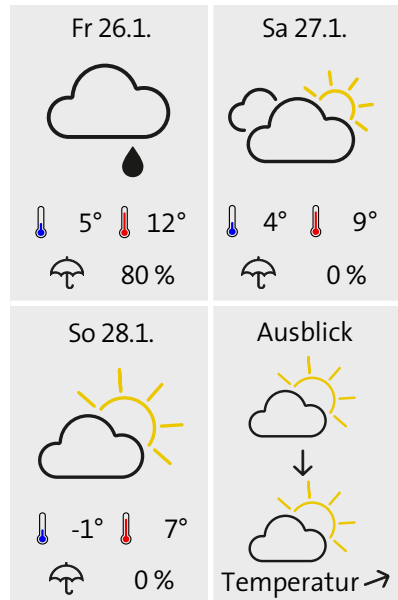 Fr 26.1.
5° 12°
80 %
Sa 27.1.
4° 9°
0 %
So 28.1.
-1° 7°
0 %
Ausblick
Temperatur